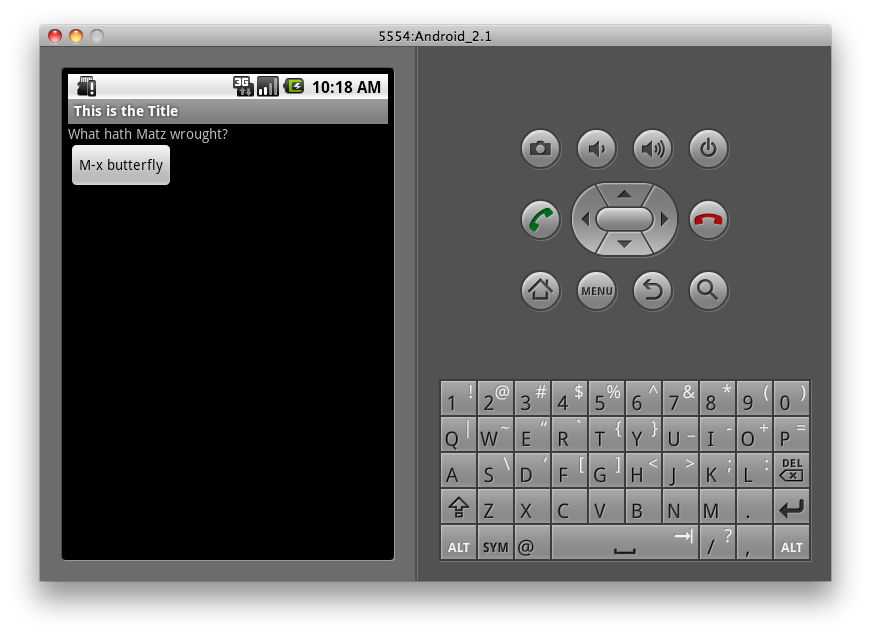 5554:Android_2.1
3G 10:18 AM
This is the Title
What hath Matz wrought?
M-x butterfly
MENU
1 ! 2 @ 3 # 4 $ 5 % 6 ^ 7 & 8 * 9 ( 0 )
Q | W ~ E “ R ` T { Y } U _ I - O + P =
A S \ D ‘ F [ G ] H < J > K ; L : DEL
Z X C V B N M .
ALT SYM @ / ? , ALT